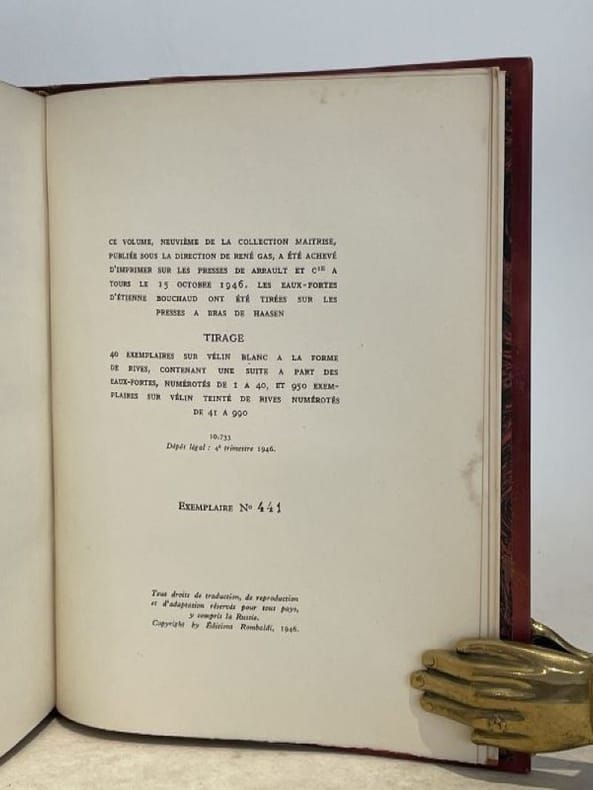 CE VOLUME, NEUVIÈME DE LA COLLECTION MAITRISE,
PUBLIÉE SOUS LA DIRECTION DE RENÉ GAS, A ÉTÉ ACHEVÉ
D'IMPRIMER SUR LES PRESSES DE ARRAULT ET Cᴵᴱ A
TOURS LE 15 OCTOBRE 1946. LES EAUX-FORTES
D'ÉTIENNE BOUCHAUD ONT ÉTÉ TIRÉES SUR LES
PRESSES A BRAS DE HAASEN
TIRAGE
40 EXEMPLAIRES SUR VÉLIN BLANC A LA FORME
DE RIVES, CONTENANT UNE SUITE A PART DES
EAUX-FORTES, NUMÉROTÉS DE 1 A 40, ET 950 EXEM-
PLAIRES SUR VÉLIN TEINTÉ DE RIVES NUMÉROTÉS
DE 41 A 990
10.733
Dépôt légal : 4ᵉ trimestre 1946.
EXEMPLAIRE Nº 441
Tous droits de traduction, de reproduction
et d'adaptation réservés pour tout pays,
y compris la Russie.
Copyright by Éditions Rombaldi, 1946.